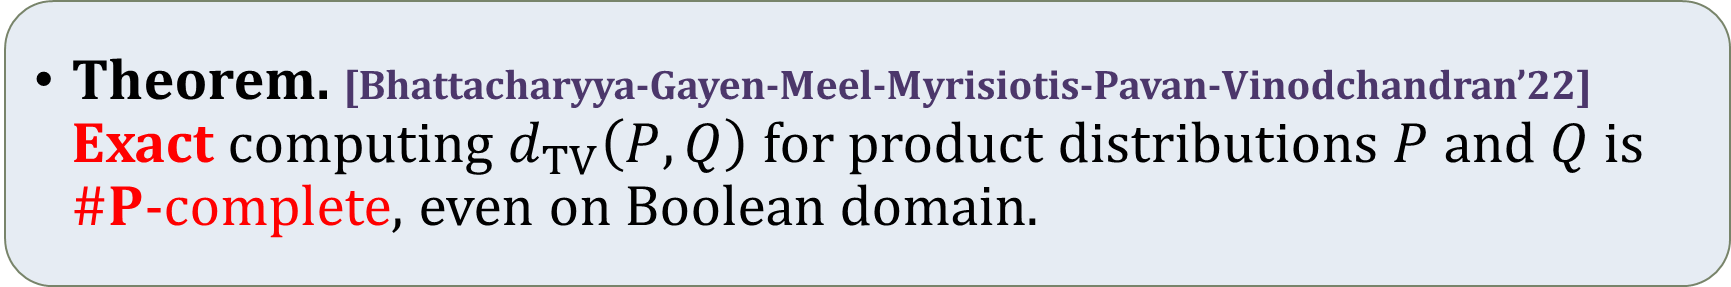 • Theorem. [Bhattacharyya-Gayen-Meel-Myrisiotis-Pavan-Vinodchandran’22]
Exact computing d_TV(P, Q) for product distributions P and Q is
#P-complete, even on Boolean domain.